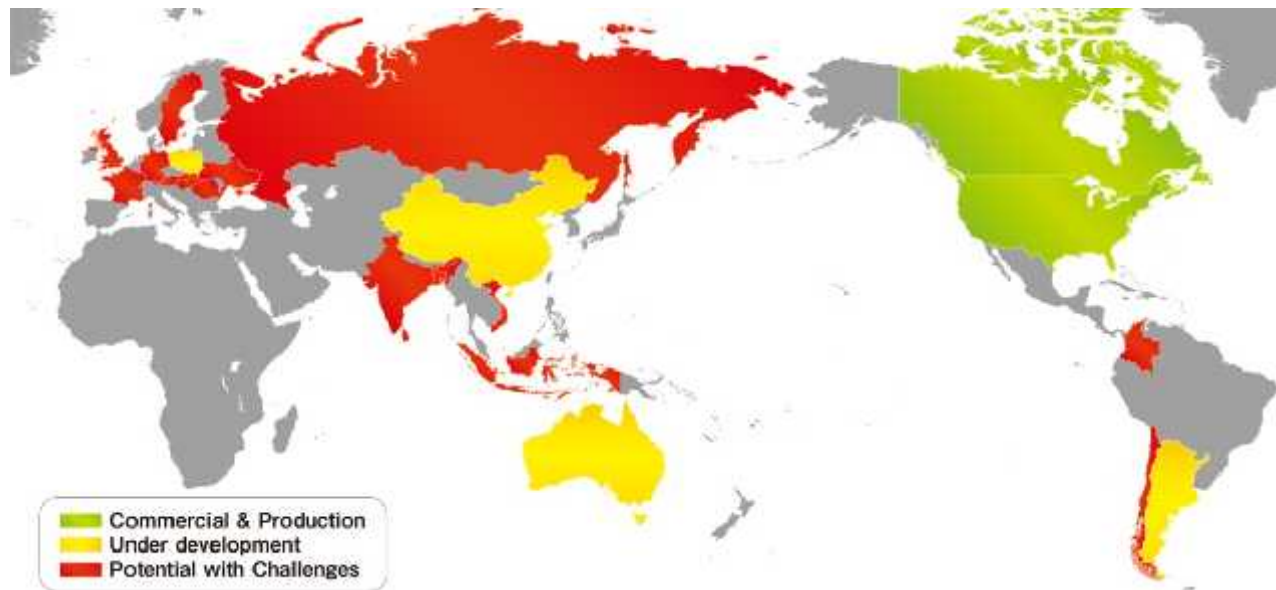 Commercial & Production
Under development
Potential with Challenges